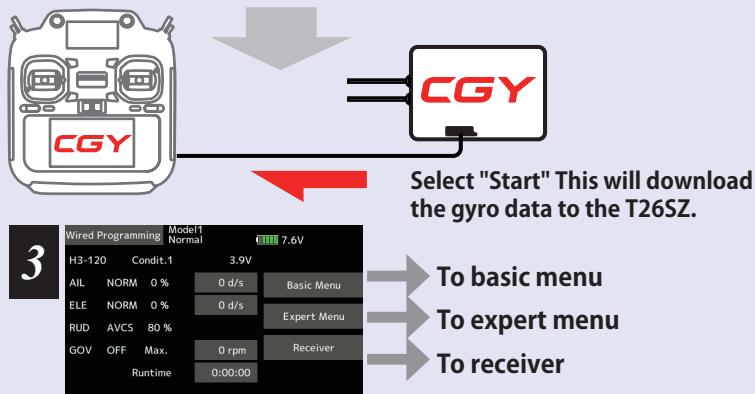 CGY
CGY
Select "Start" This will download
the gyro data to the T26SZ.
3
Wired Programming Model1 Normal 7.6V
H3-120 Condit.1 3.9V
AIL NORM 0 % 0 d/s Basic Menu
ELE NORM 0 % 0 d/s Expert Menu
RUD AVCS 80 %
GOV OFF Max. 0 rpm Receiver
Runtime 0:00:00
To basic menu
To expert menu
To receiver